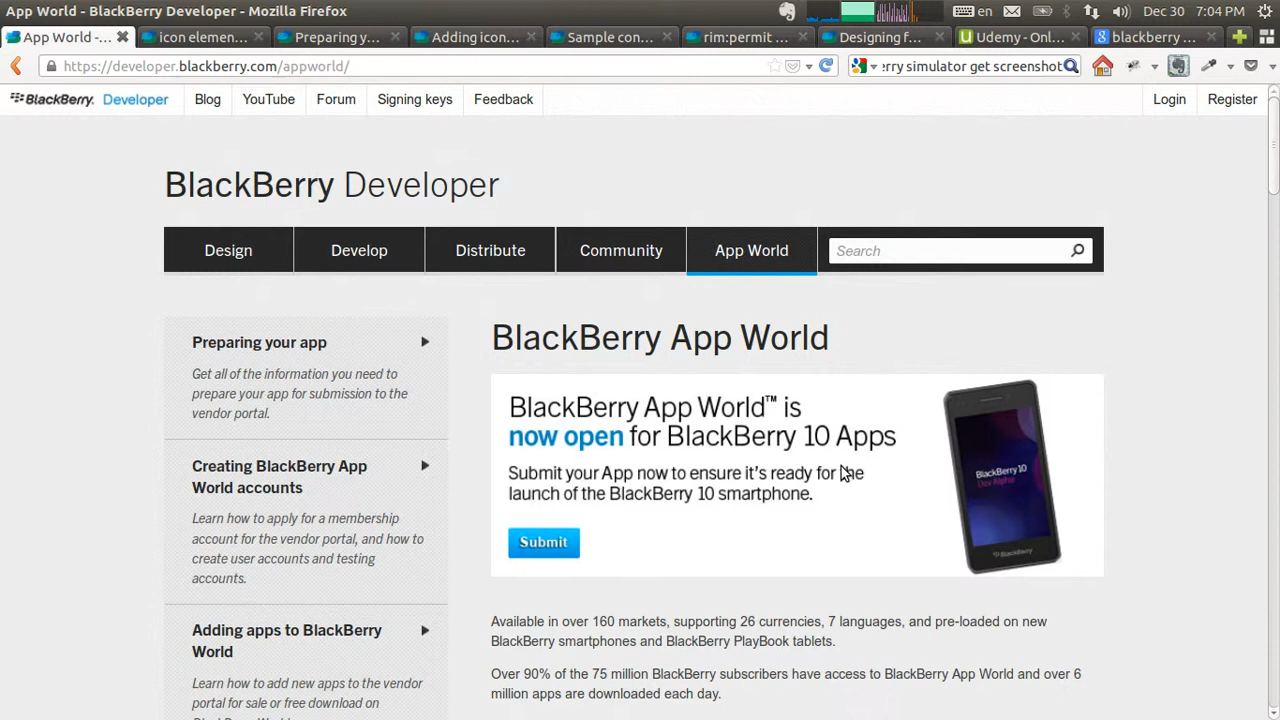 App World - BlackBerry Developer - Mozilla Firefox
en
Dec 30
7:04 PM
App World -...
icon elemen...
Preparing y...
Adding icon...
Sample con...
rim:permit ...
Designing f...
Udemy - Onl...
blackberry ...
https://developer.blackberry.com/appworld/
rry simulator get screenshot
BlackBerry. Developer
Blog
YouTube
Forum
Signing keys
Feedback
Login
Register
BlackBerry Developer
Design
Develop
Distribute
Community
App World
Search
Preparing your app
Get all of the information you need to
prepare your app for submission to the
vendor portal.
Creating BlackBerry App
World accounts
Learn how to apply for a membership
account for the vendor portal, and how to
create user accounts and testing
accounts.
Adding apps to BlackBerry
World
Learn how to add new apps to the vendor
portal for sale or free download on
BlackBerry App World
BlackBerry App World™ is
now open for BlackBerry 10 Apps
Submit your App now to ensure it's ready for the
launch of the BlackBerry 10 smartphone.
Submit
BlackBerry 10
Dev Alpha
BlackBerry
Available in over 160 markets, supporting 26 currencies, 7 languages, and pre-loaded on new
BlackBerry smartphones and BlackBerry PlayBook tablets.
Over 90% of the 75 million BlackBerry subscribers have access to BlackBerry App World and over 6
million apps are downloaded each day.